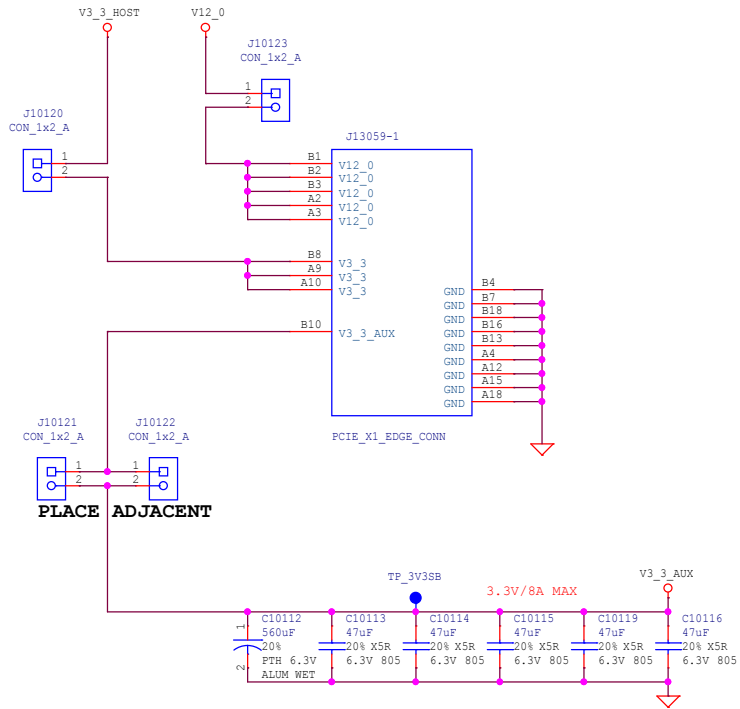 V3_3_HOST V12_0
J10123
CON_1x2_A
1
2
J10120
CON_1x2_A
1
2
J13059-1
B1 V12_0
B2 V12_0
B3 V12_0
A2 V12_0
A3 V12_0
B8 V3_3
A9 V3_3
A10 V3_3
B10 V3_3_AUX
GND B4
GND B7
GND B18
GND B16
GND B13
GND A4
GND A12
GND A15
GND A18
PCIE_X1_EDGE_CONN
J10121 J10122
CON_1x2_A CON_1x2_A
1 1
2 2
PLACE ADJACENT
TP_3V3SB
3.3V/8A MAX
V3_3_AUX
1
2
C10112
560uF
20%
PTH 6.3V
ALUM WET
C10113
47uF
20% X5R
6.3V 805
C10114
47uF
20% X5R
6.3V 805
C10115
47uF
20% X5R
6.3V 805
C10119
47uF
20% X5R
6.3V 805
C10116
47uF
20% X5R
6.3V 805